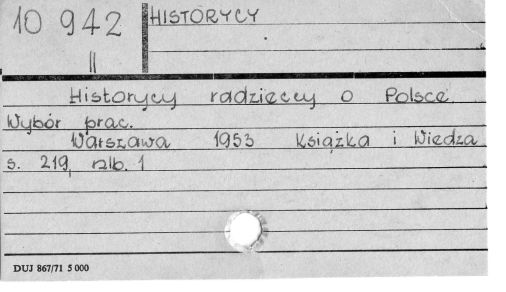 10 942
II
HISTORYCY
Historycy radzieccy o Polsce.
Wybór prac.
Warszawa 1953 Książka i Wiedza
s. 219, nlb. 1
DUJ 867/71 5 000